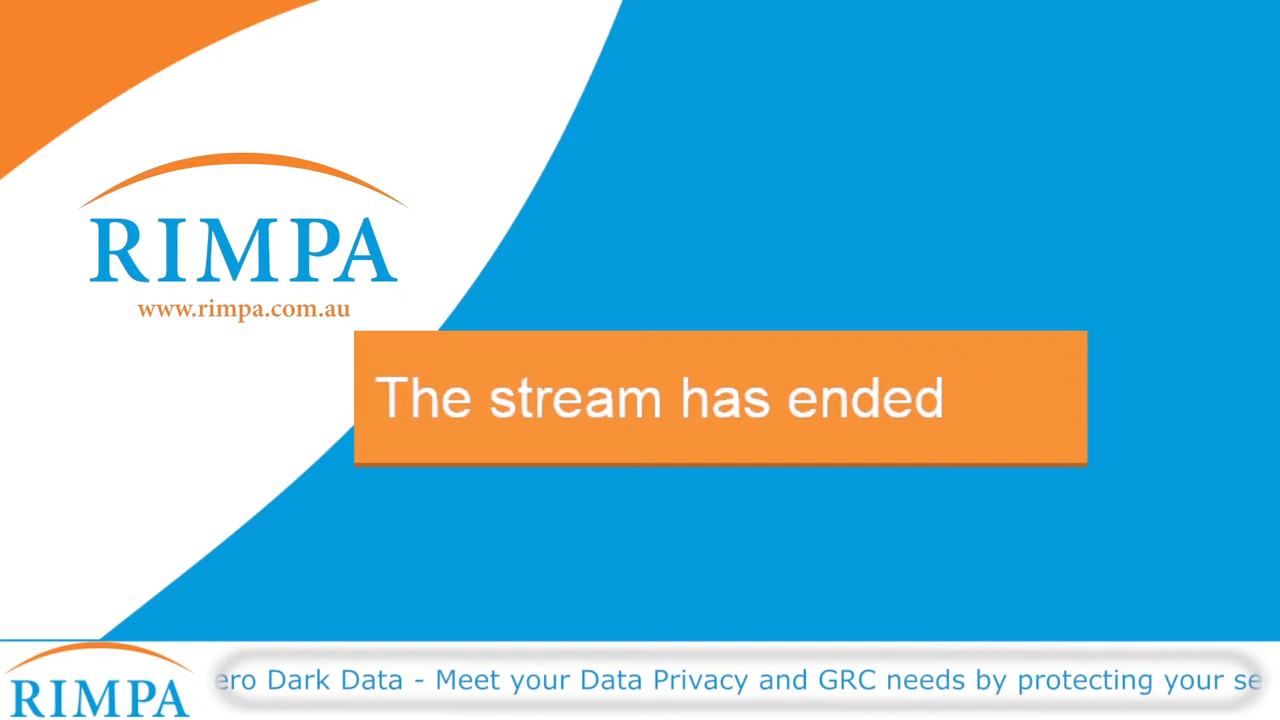 RIMPA
www.rimpa.com.au
The stream has ended
RIMPA
Dark Data - Meet your Data Privacy and GRC needs by protecting your